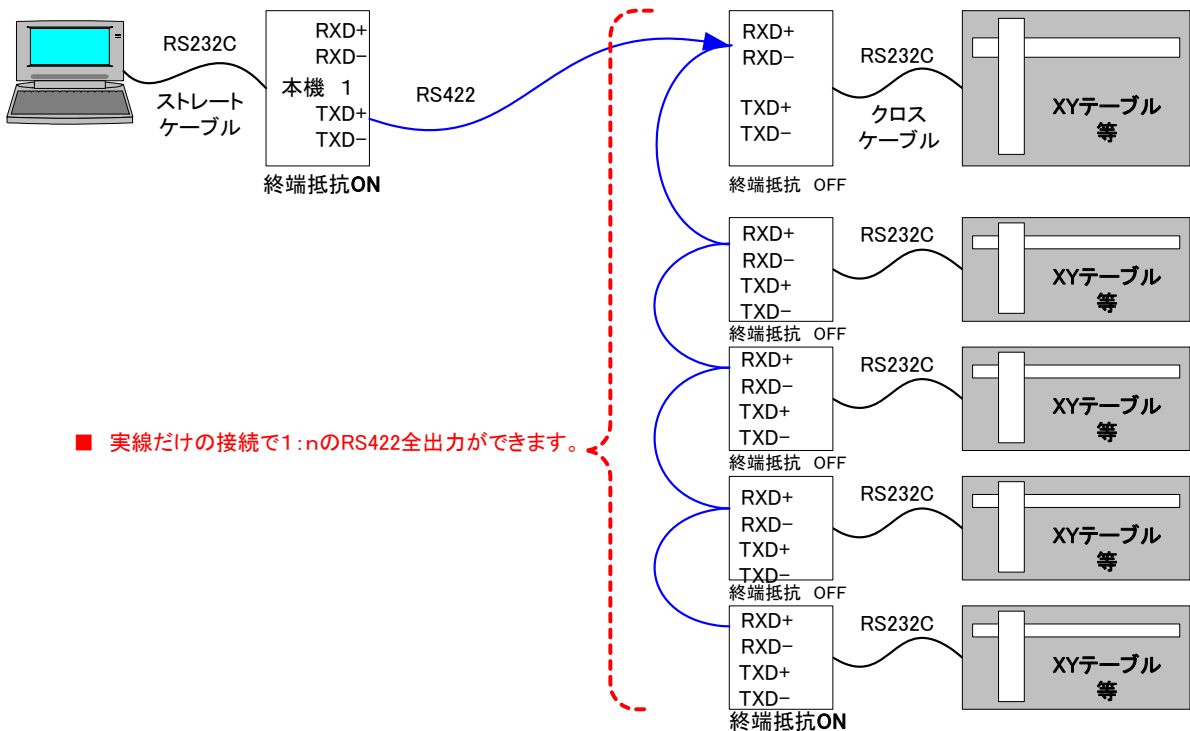 RS232C
ストレート
ケーブル
RXD+
RXD-
本機 1
TXD+
TXD-
終端抵抗ON
RS422
RXD+
RXD-
TXD+
TXD-
終端抵抗 OFF
RS232C
クロス
ケーブル
XYテーブル
等
RXD+
RXD-
TXD+
TXD-
終端抵抗 OFF
RS232C
XYテーブル
等
RXD+
RXD-
TXD+
TXD-
終端抵抗 OFF
RS232C
XYテーブル
等
■ 実線だけの接続で1:nのRS422全出力ができます。
RXD+
RXD-
TXD+
TXD-
終端抵抗 OFF
RS232C
XYテーブル
等
RXD+
RXD-
TXD+
TXD-
終端抵抗ON
RS232C
XYテーブル
等